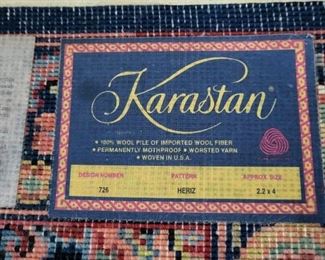 Karastan®
• 100% WOOL PILE OF IMPORTED WOOL FIBER
• PERMANENTLY MOTHPROOF • WORSTED YARN
• WOVEN IN U.S.A.
DESIGN NUMBER PATTERN APPROX SIZE
726 HERIZ 2.2 x 4